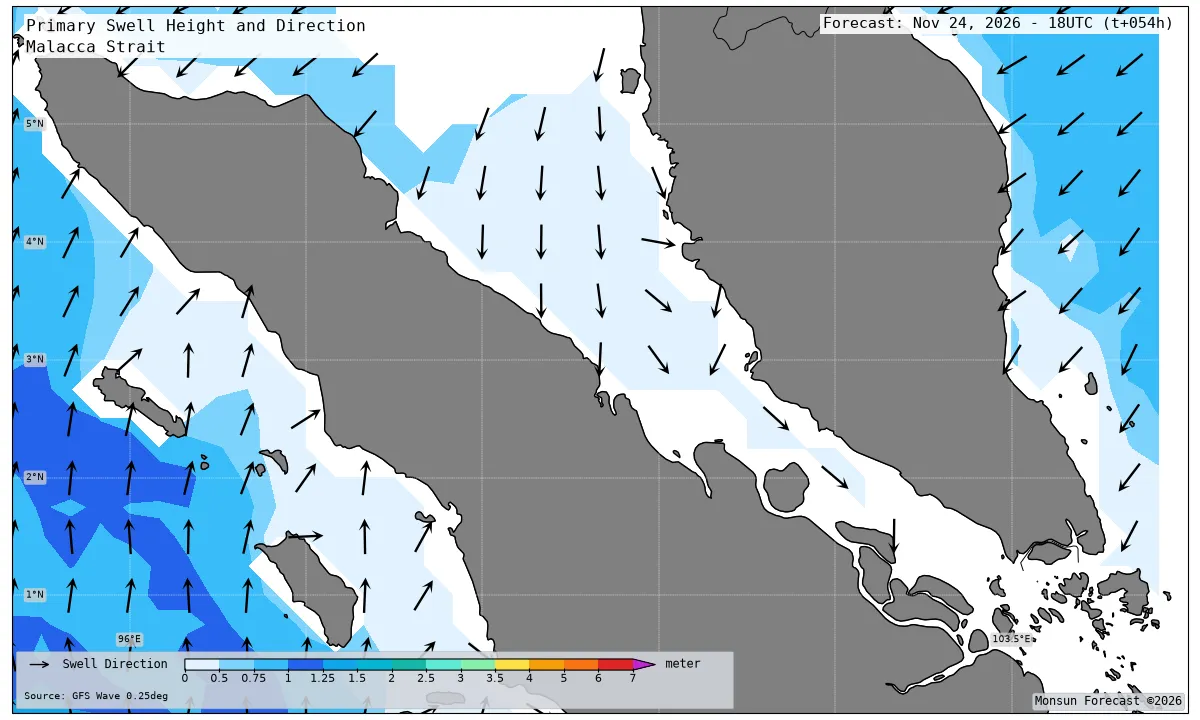 Primary Swell Height and Direction
Malacca Strait
Forecast: Nov 24, 2026 - 18UTC (t+054h)
5°N
4°N
3°N
2°N
1°N
96°E
103.5°E
Swell Direction
meter
0 0.5 0.75 1 1.25 1.5 2 2.5 3 3.5 4 5 6 7
Source: GFS Wave 0.25deg
Monsun Forecast ©2026